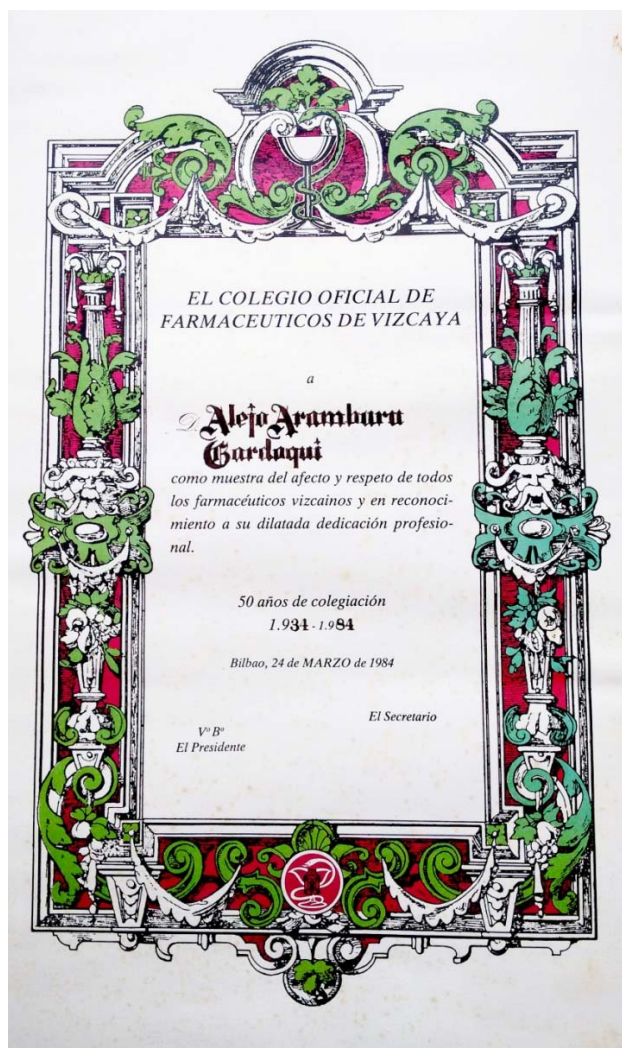 EL COLEGIO OFICIAL DE
FARMACEUTICOS DE VIZCAYA
a
D. Alejo Aramburu
Gardoqui
como muestra del afecto y respeto de todos
los farmacéuticos vizcainos y en reconoci-
miento a su dilatada dedicación profesio-
nal.
50 años de colegiación
1.934 - 1.984
Bilbao, 24 de MARZO de 1984
El Secretario
Vº Bº
El Presidente